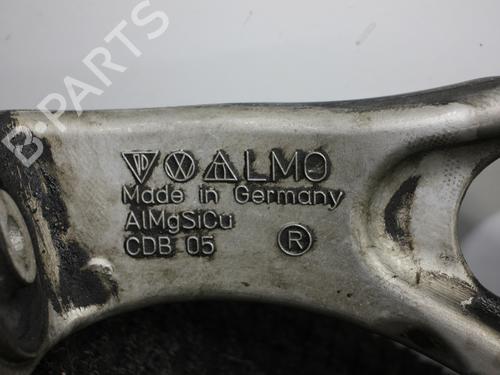 ALMO
Made in Germany
AlMgSiCu
CDB 05
R
B-PARTS